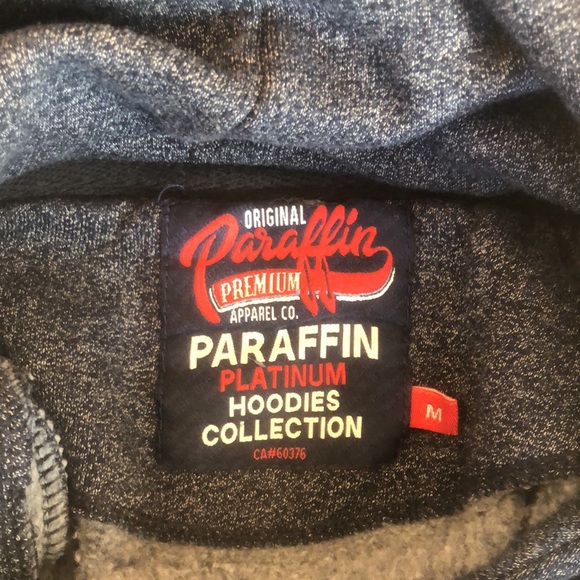 ORIGINAL
Paraffin
PREMIUM
APPAREL CO.
PARAFFIN
PLATINUM
HOODIES
COLLECTION
CA#60376
M